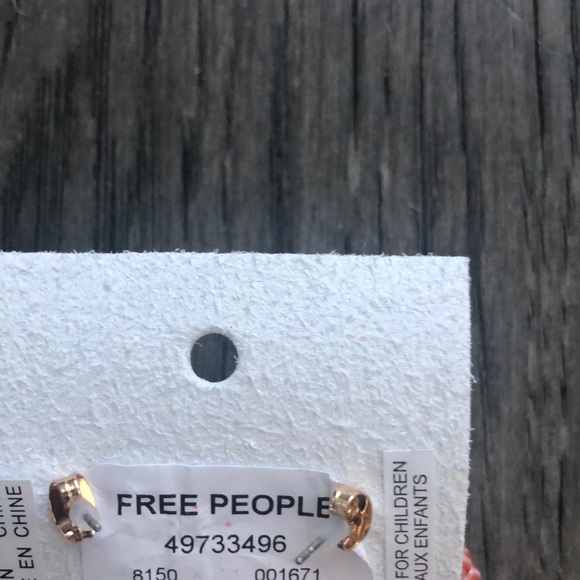 FREE PEOPLE
49733496
8150 001671
FOR CHILDREN
AUX ENFANTS
EN CHINE